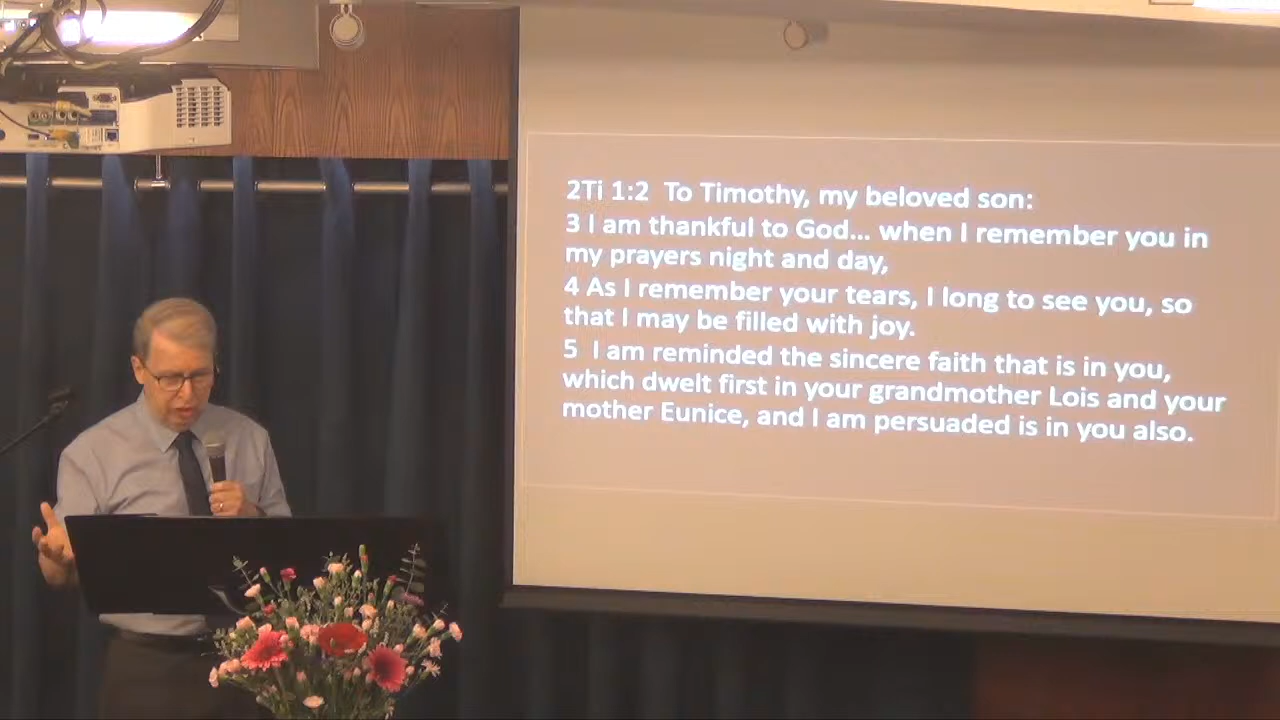 2Ti 1:2  To Timothy, my beloved son:
3 I am thankful to God... when I remember you in
my prayers night and day,
4 As I remember your tears, I long to see you, so
that I may be filled with joy.
5  I am reminded the sincere faith that is in you,
which dwelt first in your grandmother Lois and your
mother Eunice, and I am persuaded is in you also.